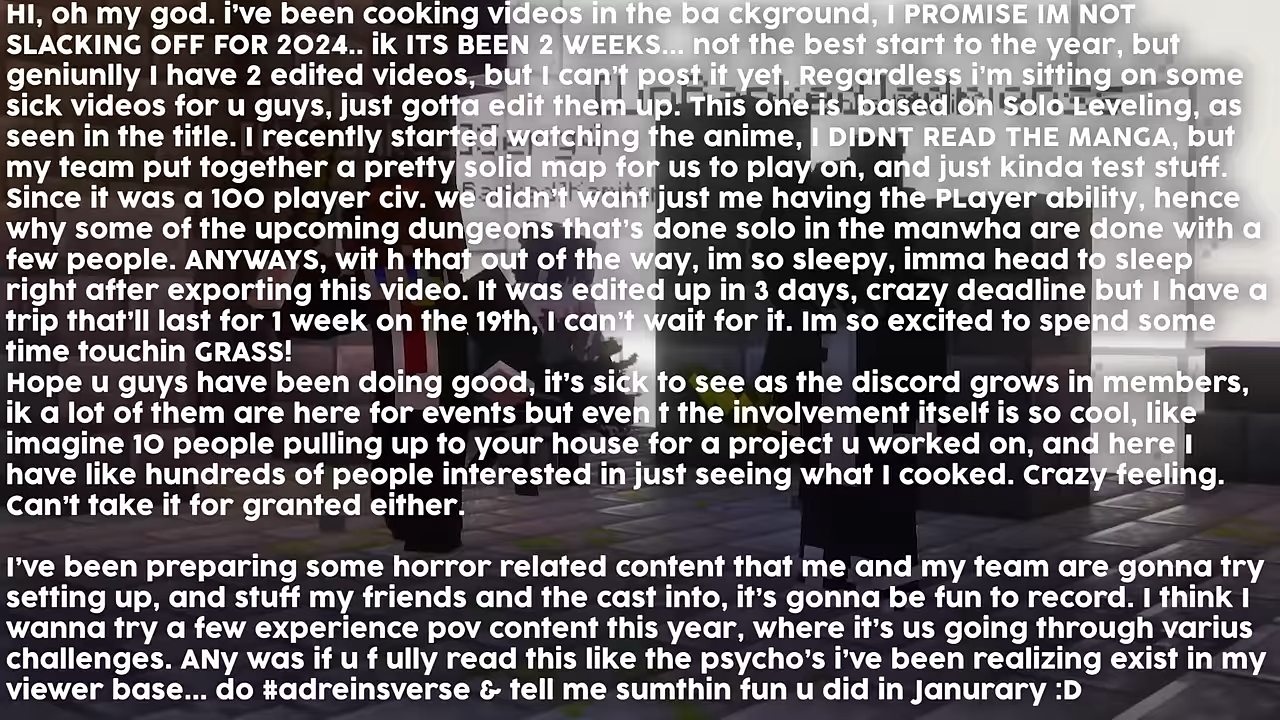 HI, oh my god. i've been cooking videos in the ba ckground, I PROMISE IM NOT
SLACKING OFF FOR 2024.. ik ITS BEEN 2 WEEKS... not the best start to the year, but
geniunlly I have 2 edited videos, but I can't post it yet. Regardless i'm sitting on some
sick videos for u guys, just gotta edit them up. This one is  based on Solo Leveling, as
seen in the title. I recently started watching the anime, I DIDNT READ THE MANGA, but
my team put together a pretty solid map for us to play on, and just kinda test stuff.
Since it was a 100 player civ. we didn't want just me having the PLayer ability, hence
why some of the upcoming dungeons that's done solo in the manwha are done with a
few people. ANYWAYS, wit h that out of the way, im so sleepy, imma head to sleep
right after exporting this video. It was edited up in 3 days, crazy deadline but I have a
trip that'll last for 1 week on the 19th, I can't wait for it. Im so excited to spend some
time touchin GRASS!
Hope u guys have been doing good, it's sick to see as the discord grows in members,
ik a lot of them are here for events but even t the involvement itself is so cool, like
imagine 10 people pulling up to your house for a project u worked on, and here I
have like hundreds of people interested in just seeing what I cooked. Crazy feeling.
Can't take it for granted either.
I've been preparing some horror related content that me and my team are gonna try
setting up, and stuff my friends and the cast into, it's gonna be fun to record. I think I
wanna try a few experience pov content this year, where it's us going through varius
challenges. ANy was if u f ully read this like the psycho's i've been realizing exist in my
viewer base... do #adreinsverse & tell me sumthin fun u did in Janurary :D